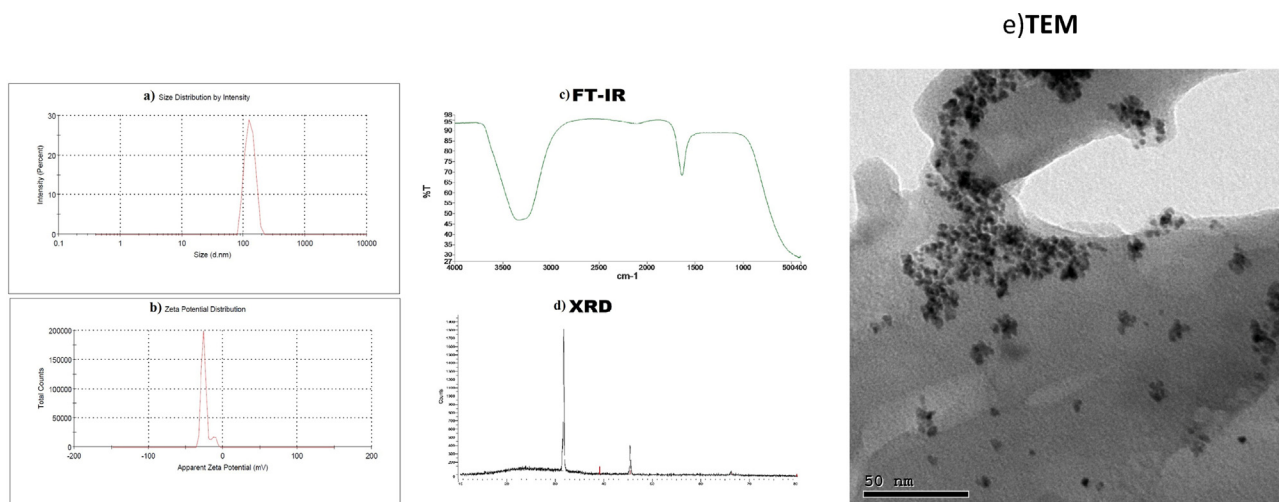 e)TEM
a) Size Distribution by Intensity
30
20
10
0
Intensity (Percent)
0.1 1 10 100 1000 10000
Size (d.nm)
b) Zeta Potential Distribution
200000
150000
100000
50000
0
Total Counts
-200 -100 0 100 200
Apparent Zeta Potential (mV)
c) FT-IR
98
95
90
85
80
75
70
65
60
55
50
45
40
35
30
27
%T
4000 3500 3000 2500 2000 1500 1000 500400
cm-1
d) XRD
Counts
50 nm